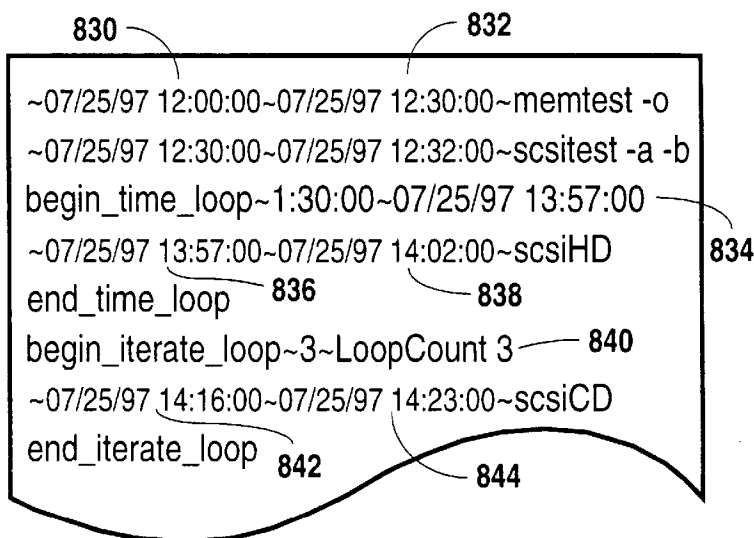 830 832
~07/25/97 12:00:00~07/25/97 12:30:00~memtest -o
~07/25/97 12:30:00~07/25/97 12:32:00~scsitest -a -b
begin_time_loop~1:30:00~07/25/97 13:57:00
834
~07/25/97 13:57:00~07/25/97 14:02:00~scsiHD
836 838
end_time_loop
begin_iterate_loop~3~LoopCount 3 840
~07/25/97 14:16:00~07/25/97 14:23:00~scsiCD
end_iterate_loop 842 844